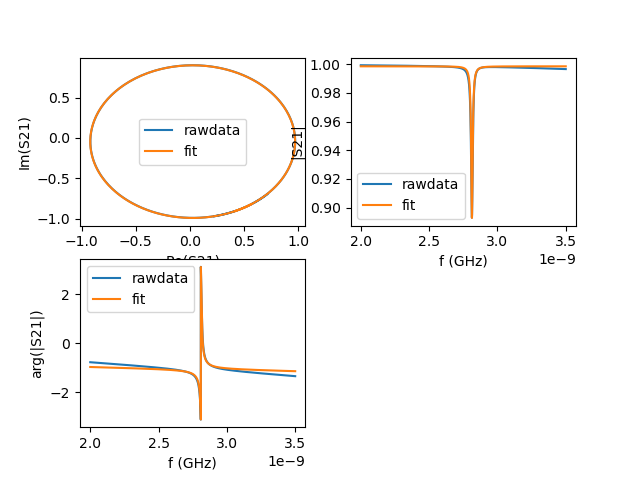 Im(S21)
0.5
0.0
−0.5
−1.0
−1.0
−0.5
0.0
0.5
1.0
Re(S21)
rawdata
fit
|S21|
1.00
0.98
0.96
0.94
0.92
0.90
2.0
2.5
3.0
3.5
f (GHz)
1e−9
rawdata
fit
arg(|S21|)
2
0
−2
2.0
2.5
3.0
3.5
f (GHz)
1e−9
rawdata
fit